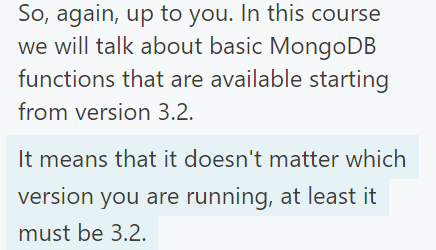 So, again, up to you. In this course
we will talk about basic MongoDB
functions that are available starting
from version 3.2.
It means that it doesn't matter which
version you are running, at least it
must be 3.2.